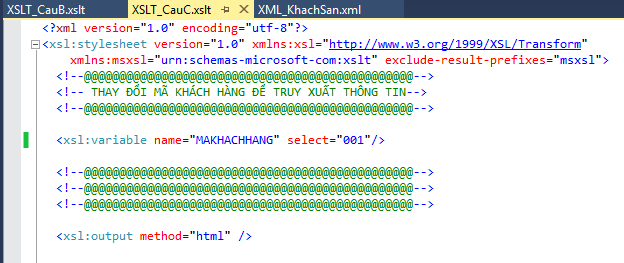 XSLT_CauB.xslt XSLT_CauC.xslt XML_KhachSan.xml
<?xml version="1.0" encoding="utf-8"?>
<xsl:stylesheet version="1.0" xmlns:xsl="http://www.w3.org/1999/XSL/Transform"
xmlns:msxsl="urn:schemas-microsoft-com:xslt" exclude-result-prefixes="msxsl">
<!--@@@@@@@@@@@@@@@@@@@@@@@@@@@@@@@@@@@@@@@@@@@@@@@-->
<!-- THAY ĐỔI MÃ KHÁCH HÀNG ĐỂ TRUY XUẤT THÔNG TIN-->
<!--@@@@@@@@@@@@@@@@@@@@@@@@@@@@@@@@@@@@@@@@@@@@@@@-->
<xsl:variable name="MAKHACHHANG" select="001"/>
<!--@@@@@@@@@@@@@@@@@@@@@@@@@@@@@@@@@@@@@@@@@@@@@@@-->
<!--@@@@@@@@@@@@@@@@@@@@@@@@@@@@@@@@@@@@@@@@@@@@@@@-->
<!--@@@@@@@@@@@@@@@@@@@@@@@@@@@@@@@@@@@@@@@@@@@@@@@-->
<xsl:output method="html" />